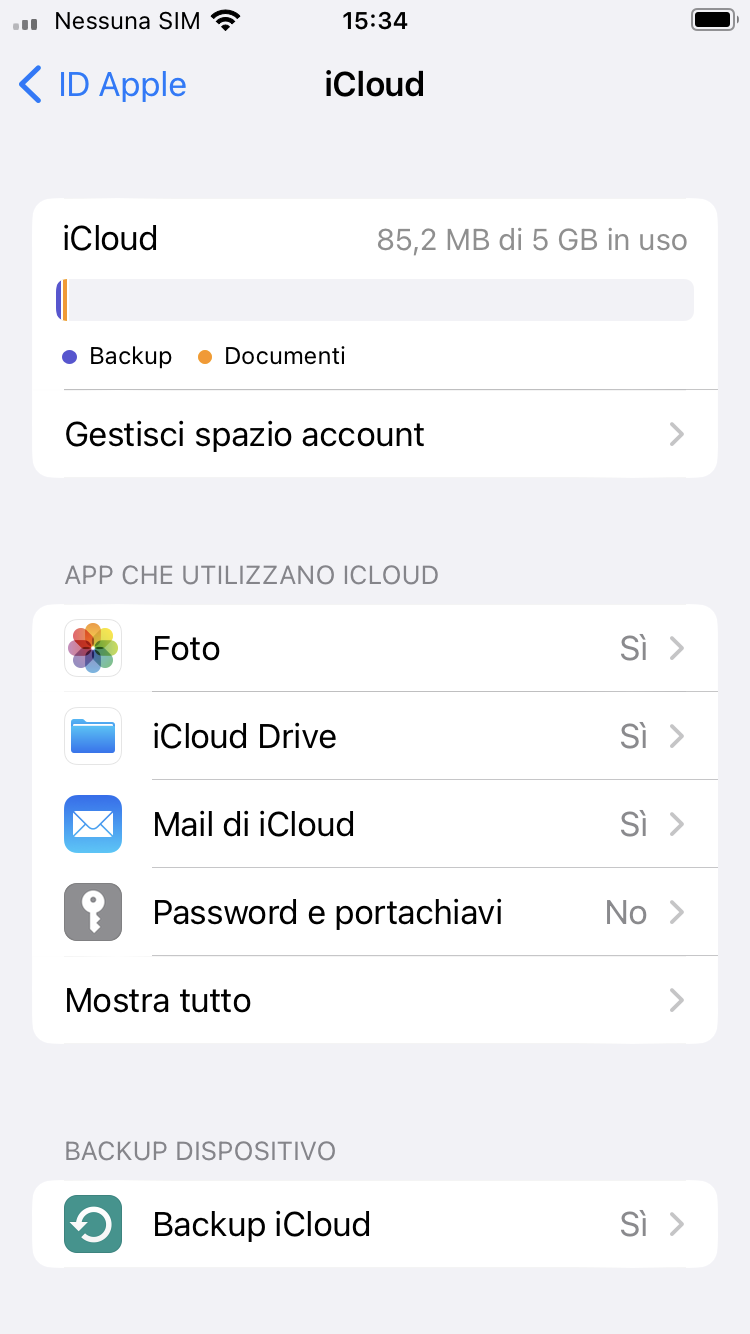 Nessuna SIM 15:34
ID Apple iCloud
iCloud 85,2 MB di 5 GB in uso
Backup Documenti
Gestisci spazio account
APP CHE UTILIZZANO ICLOUD
Foto Sì
iCloud Drive Sì
Mail di iCloud Sì
Password e portachiavi No
Mostra tutto
BACKUP DISPOSITIVO
Backup iCloud Sì